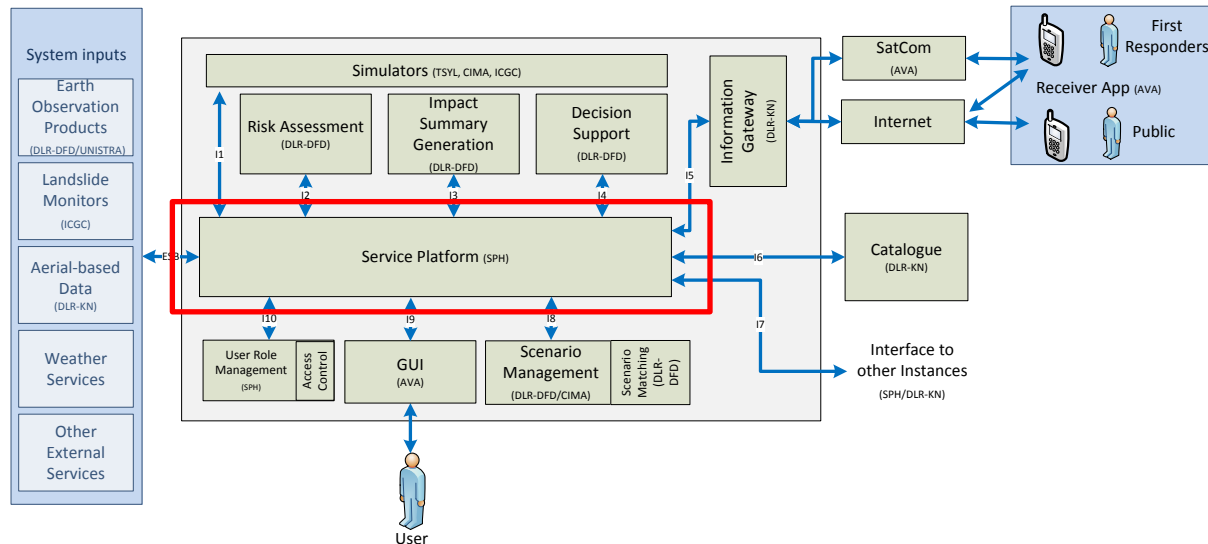 System inputs
Earth
Observation
Products
(DLR-DFD/UNISTRA)
Landslide
Monitors
(ICGC)
Aerial-based
Data
(DLR-KN)
Weather
Services
Other
External
Services
ESB
Simulators (TSYL, CIMA, ICGC)
I1
Risk Assessment
(DLR-DFD)
I2
Impact
Summary
Generation
(DLR-DFD)
I3
Decision
Support
(DLR-DFD)
I4
Information
Gateway
(DLR-KN)
I5
Service Platform (SPH)
I6
I7
I10
I9
I8
User Role
Management
(SPH)
Access
Control
GUI
(AVA)
Scenario
Management
(DLR-DFD/CIMA)
Scenario
Matching
(DLR-
DFD)
User
SatCom
(AVA)
Internet
First
Responders
Receiver App (AVA)
Public
Catalogue
(DLR-KN)
Interface to
other Instances
(SPH/DLR-KN)